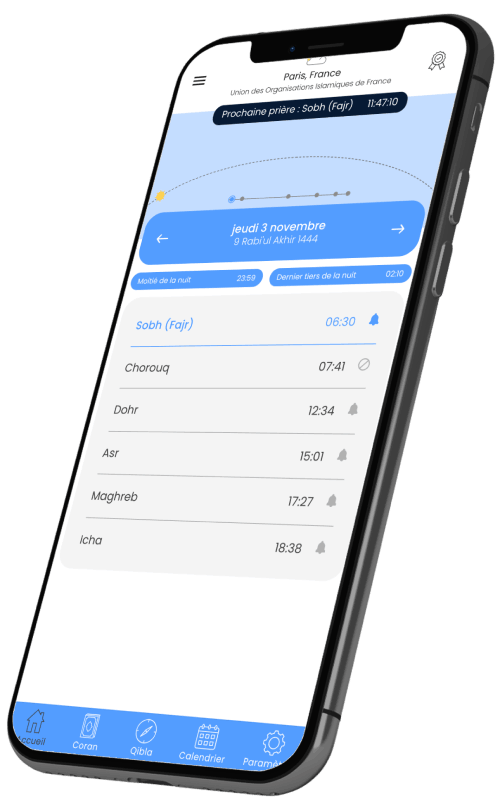 Paris, France
Union des Organisations Islamiques de France
Prochaine prière : Sobh (Fajr) 11:47:10
jeudi 3 novembre
9 Rabi'ul Akhir 1444
Moitié de la nuit 23:59
Dernier tiers de la nuit 02:10
Sobh (Fajr) 06:30
Chorouq 07:41
Dohr 12:34
Asr 15:01
Maghreb 17:27
Icha 18:38
Accueil
Coran
Qibla
Calendrier
Paramèt